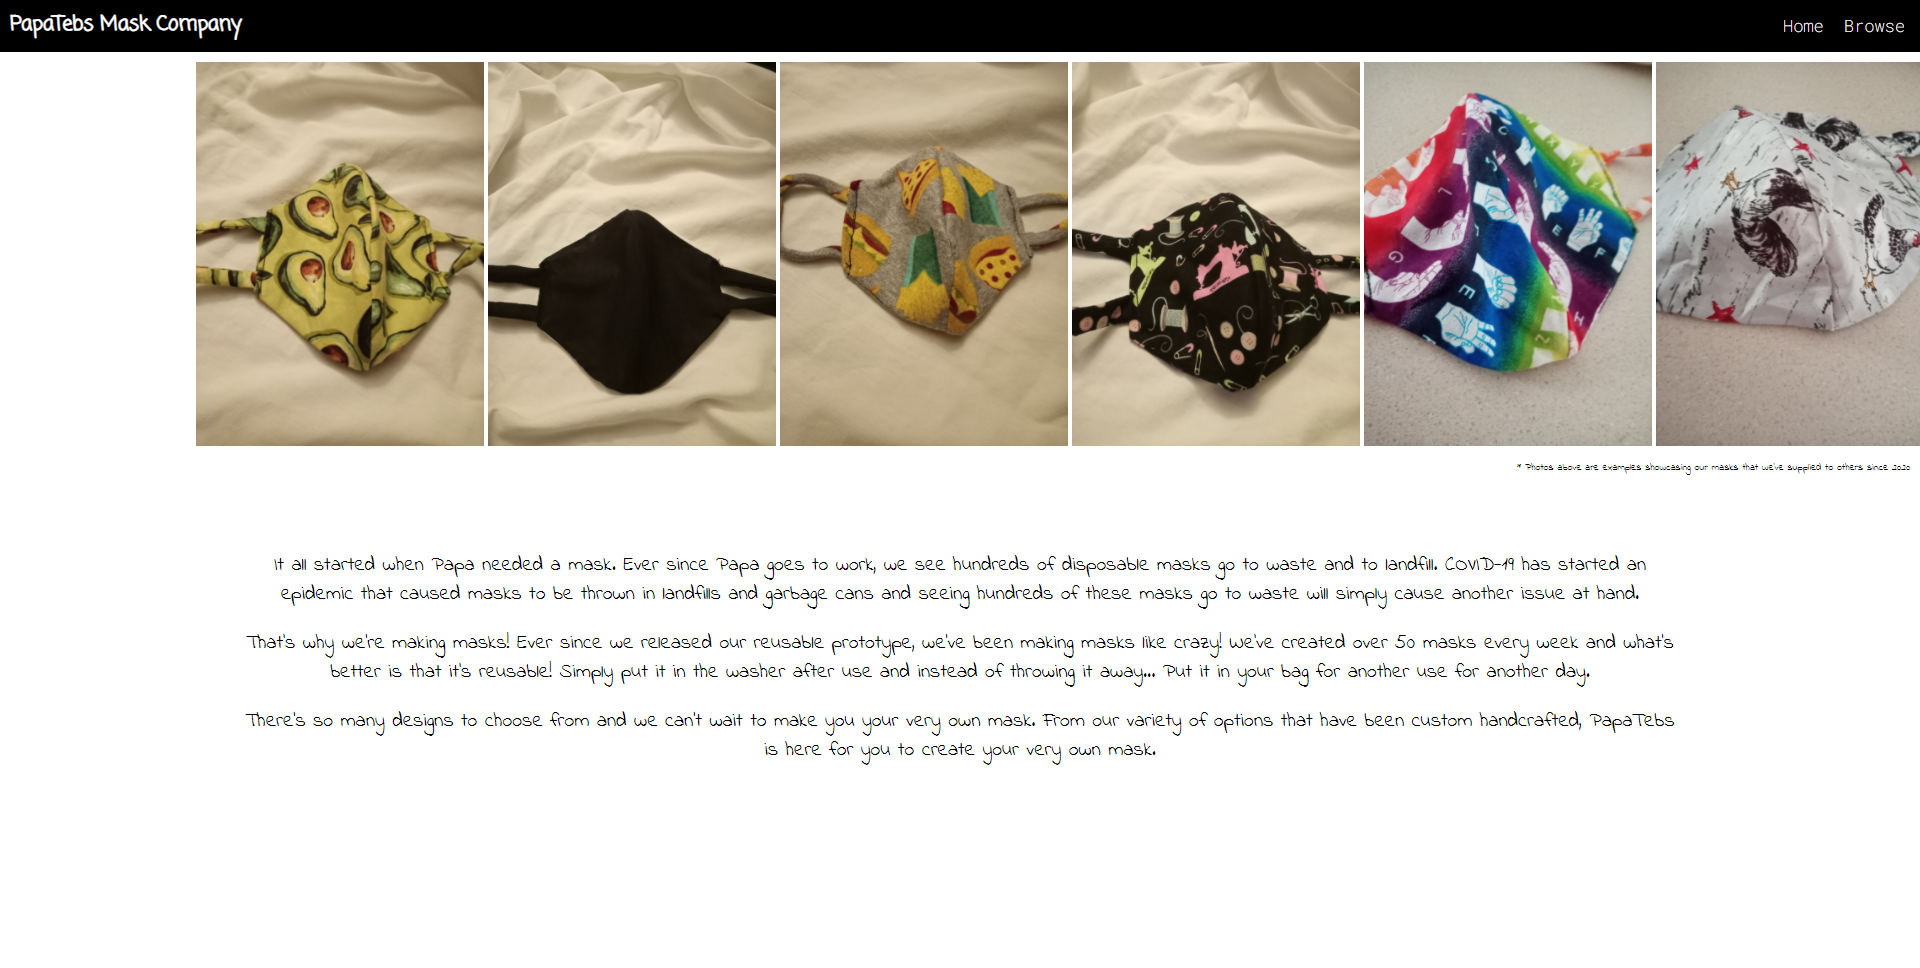 PapaTebs Mask Company
Home Browse
* Photos above are examples showcasing our masks that we've supplied to others since 2020
It all started when Papa needed a mask. Ever since Papa goes to work, we see hundreds of disposable masks go to waste and to landfill. COVID-19 has started an
epidemic that caused masks to be thrown in landfills and garbage cans and seeing hundreds of these masks go to waste will simply cause another issue at hand.
That's why we're making masks! Ever since we released our reusable prototype, we've been making masks like crazy! We've created over 50 masks every week and what's
better is that it's reusable! Simply put it in the washer after use and instead of throwing it away... Put it in your bag for another use for another day.
There's so many designs to choose from and we can't wait to make you your very own mask. From our variety of options that have been custom handcrafted, PapaTebs
is here for you to create your very own mask.